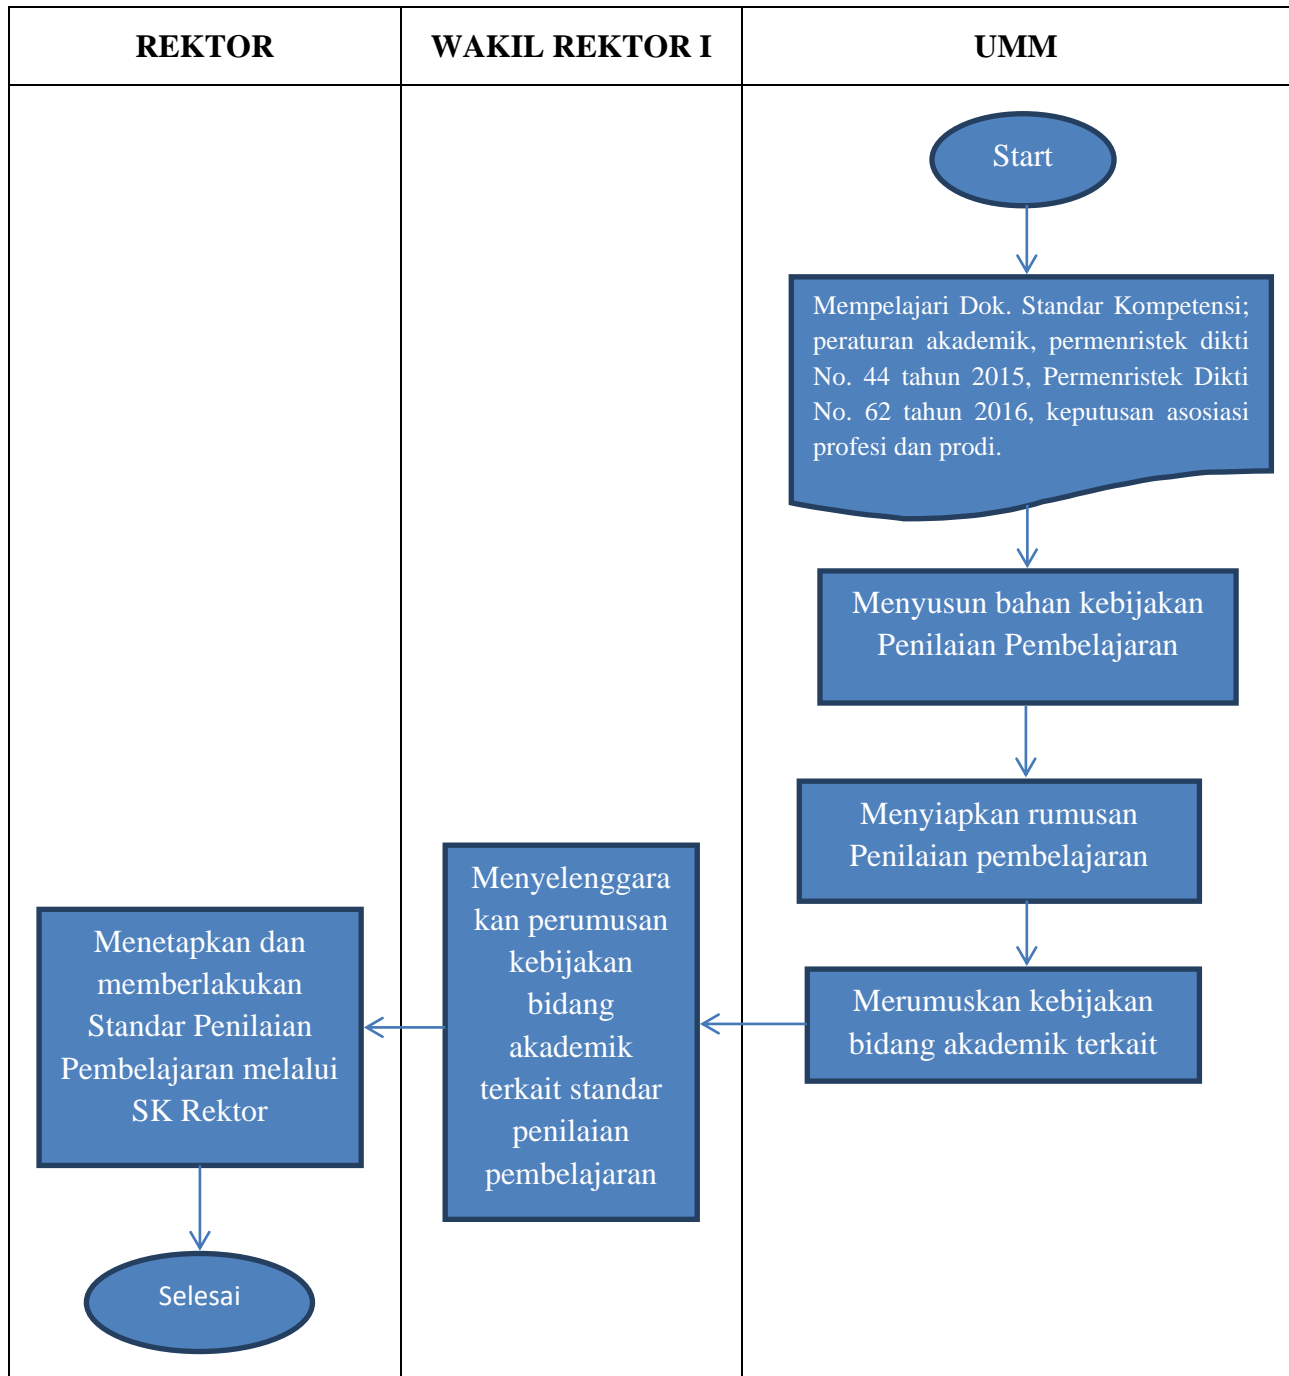 REKTOR
WAKIL REKTOR I
UMM
Start
Mempelajari Dok. Standar Kompetensi;
peraturan akademik, permenristek dikti
No. 44 tahun 2015, Permenristek Dikti
No. 62 tahun 2016, keputusan asosiasi
profesi dan prodi.
Menyusun bahan kebijakan
Penilaian Pembelajaran
Menyiapkan rumusan
Penilaian pembelajaran
Merumuskan kebijakan
bidang akademik terkait
Menyelenggara
kan perumusan
kebijakan
bidang
akademik
terkait standar
penilaian
pembelajaran
Menetapkan dan
memberlakukan
Standar Penilaian
Pembelajaran melalui
SK Rektor
Selesai